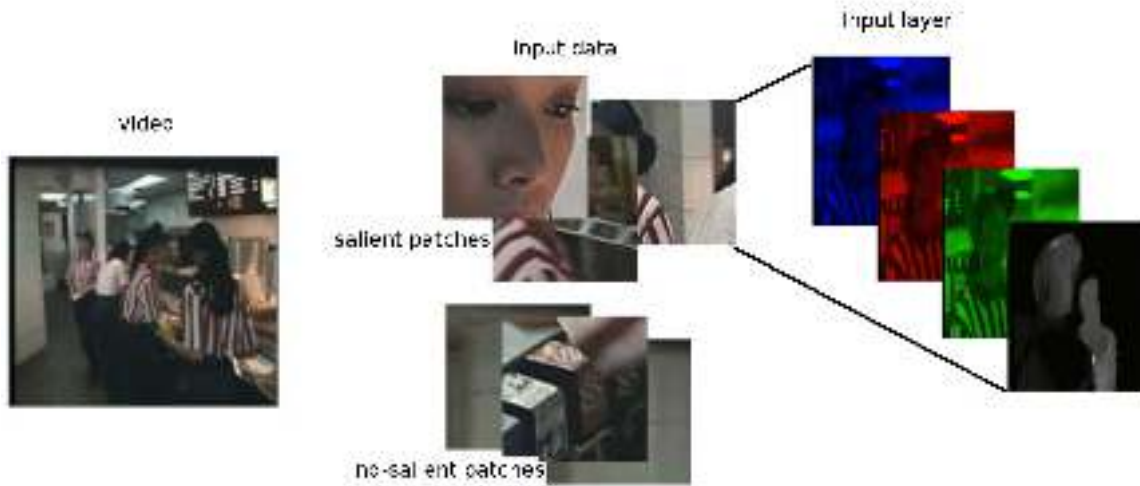 video
input data
input layer
salient patches
no-salient patches